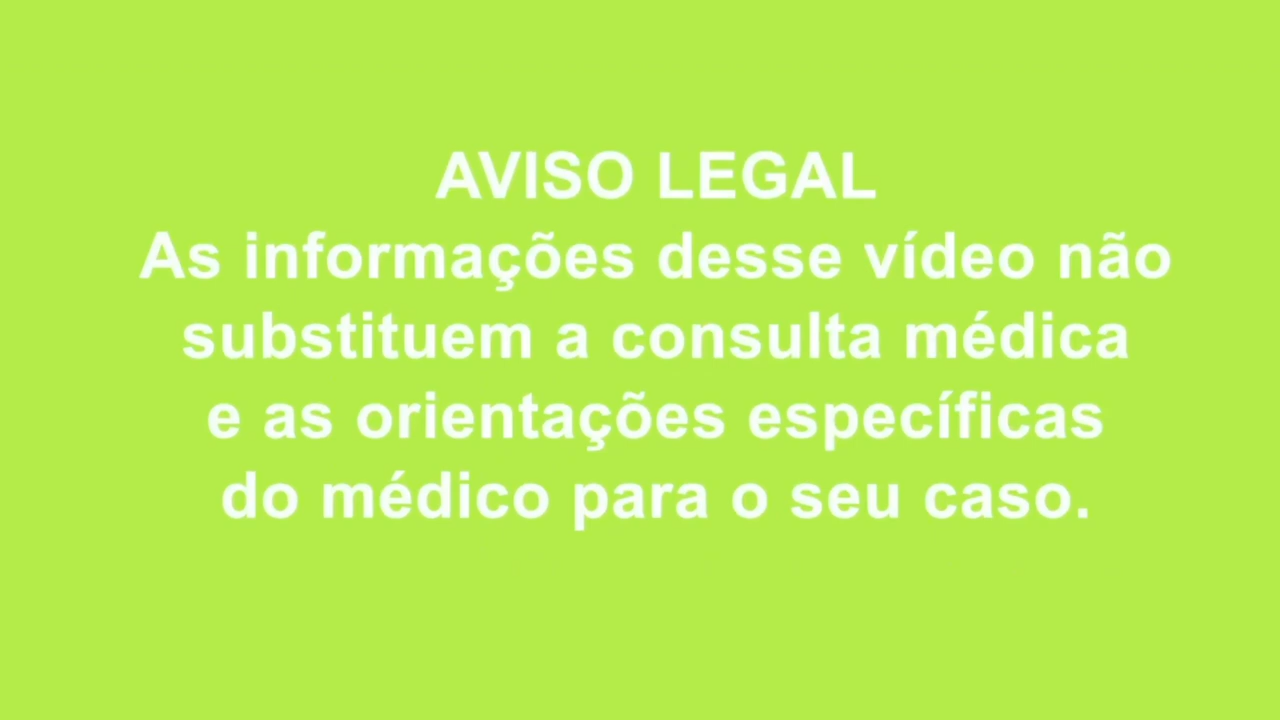 AVISO LEGAL
As informações desse vídeo não
substituem a consulta médica
e as orientações específicas
do médico para o seu caso.